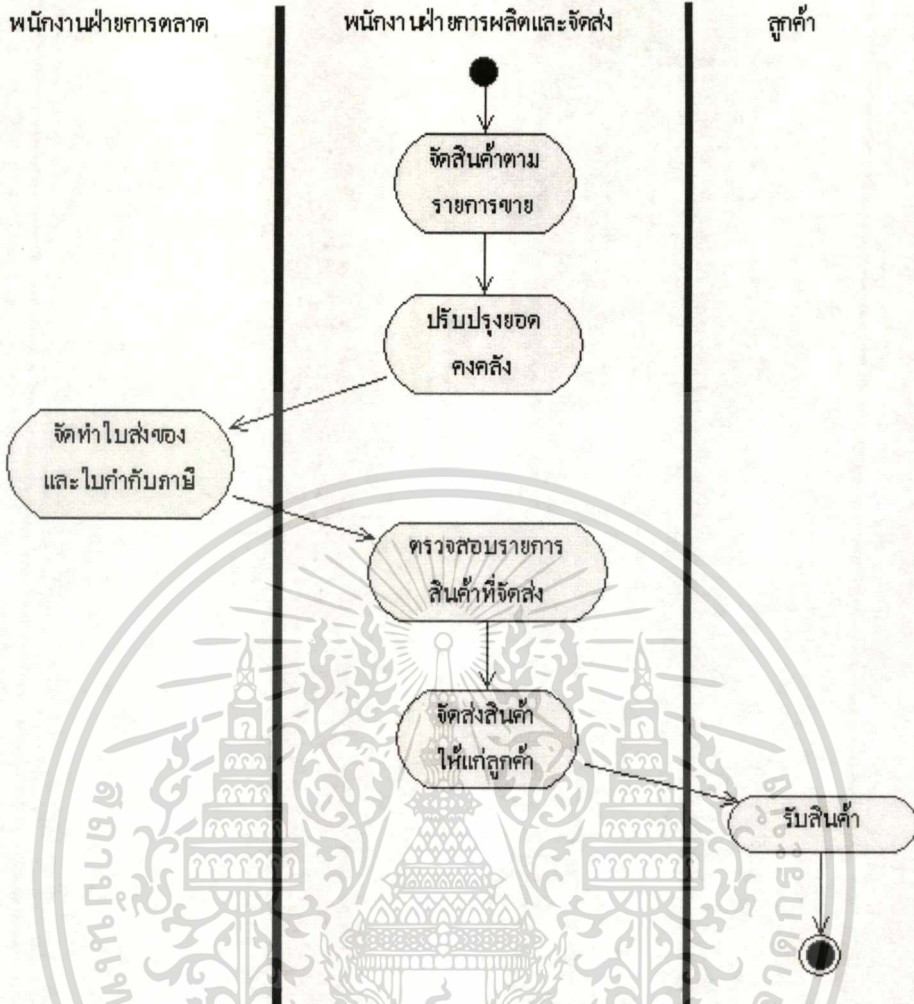 พนักงานฝ่ายการตลาด
พนักงานฝ่ายการผลิตและจัดส่ง
ลูกค้า
จัดสินค้าตาม
รายการขาย
ปรับปรุงยอด
คงคลัง
จัดทำใบส่งของ
และใบกำกับภาษี
ตรวจสอบรายการ
สินค้าที่จัดส่ง
จัดส่งสินค้า
ให้แก่ลูกค้า
รับสินค้า